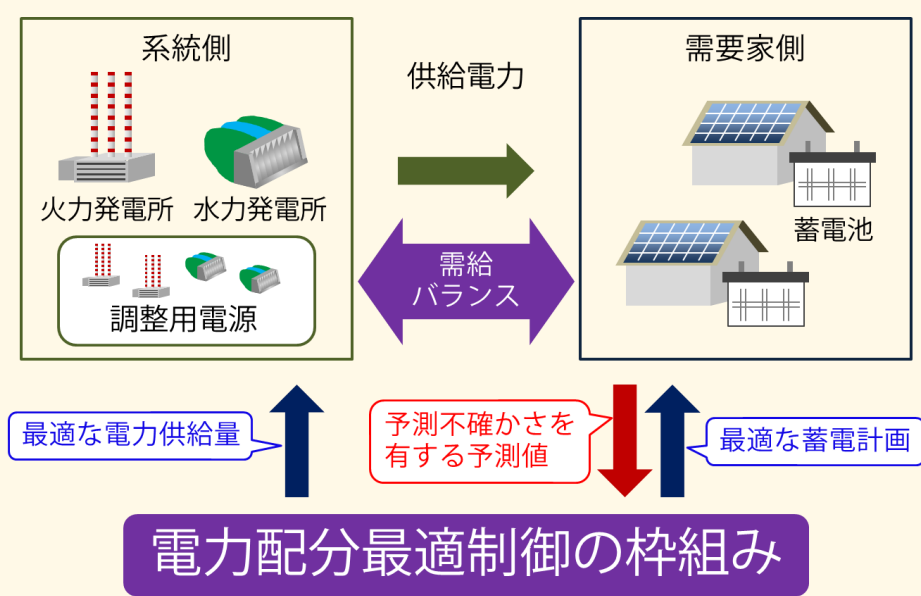 系統側
火力発電所
水力発電所
調整用電源
供給電力
需給
バランス
需要家側
蓄電池
最適な電力供給量
予測不確かさを
有する予測値
最適な蓄電計画
電力配分最適制御の枠組み